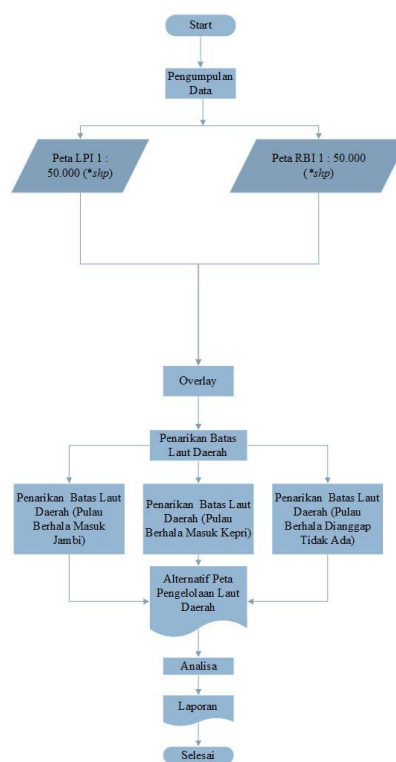 Start
Pengumpulan
Data
Peta LPI 1 :
50.000 (*shp)
Peta RBI 1 : 50.000
(*shp)
Overlay
Penarikan Batas
Laut Daerah
Penarikan Batas Laut
Daerah (Pulau
Berhala Masuk
Jambi)
Penarikan Batas Laut
Daerah (Pulau
Berhala Masuk Kepri)
Penarikan Batas Laut
Daerah (Pulau
Berhala Dianggap
Tidak Ada)
Alternatif Peta
Pengelolaan Laut
Daerah
Analisa
Laporan
Selesai